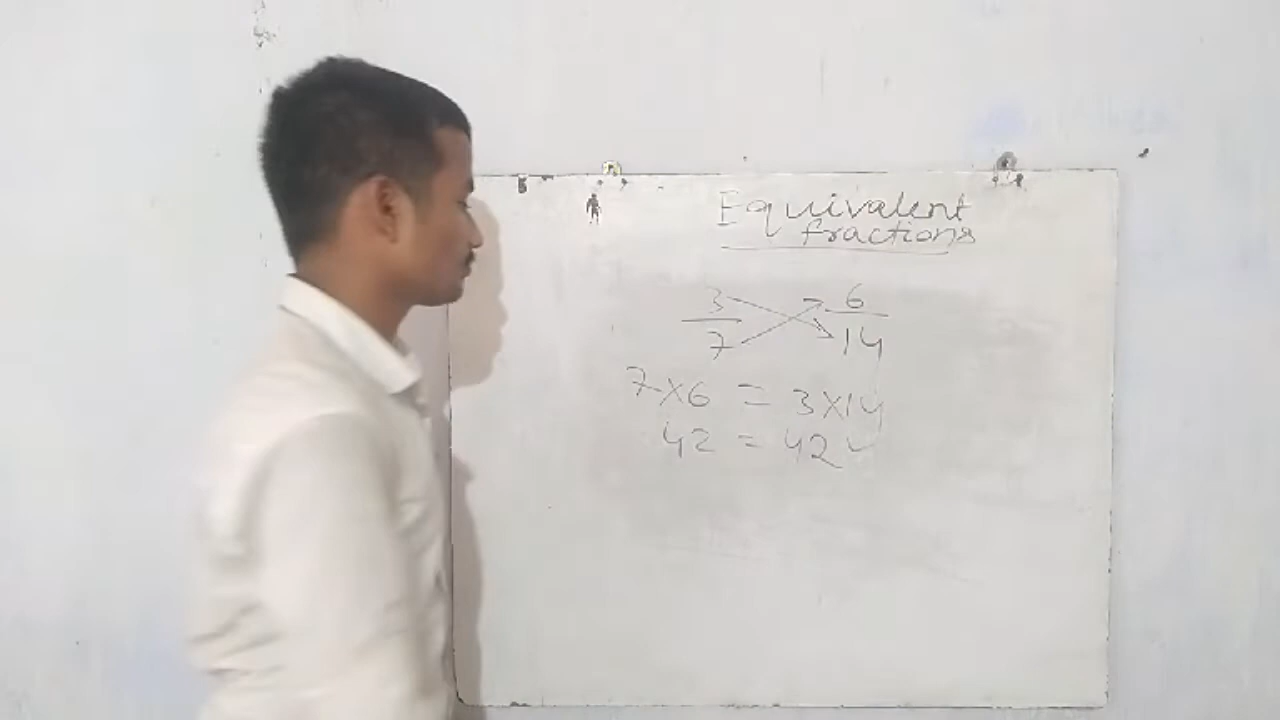 Equivalent
fractions
3/7 6/14
7×6 = 3×14
42 = 42 ✓